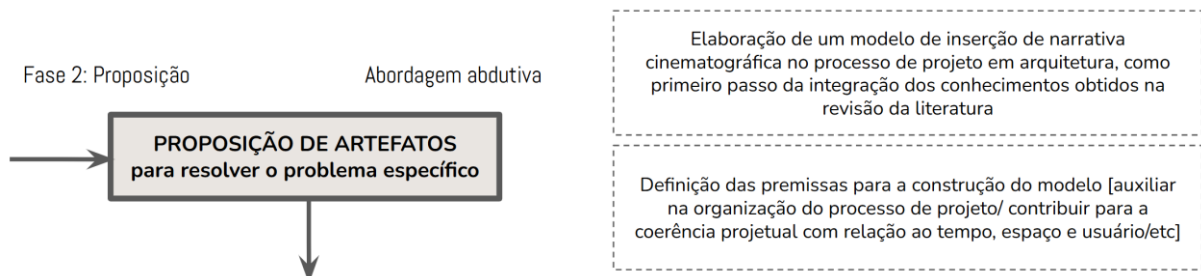 Fase 2: Proposição
Abordagem abdutiva
PROPOSIÇÃO DE ARTEFATOS
para resolver o problema específico
Elaboração de um modelo de inserção de narrativa
cinematográfica no processo de projeto em arquitetura, como
primeiro passo da integração dos conhecimentos obtidos na
revisão da literatura
Definição das premissas para a construção do modelo [auxiliar
na organização do processo de projeto/ contribuir para a
coerência projetual com relação ao tempo, espaço e usuário/etc]